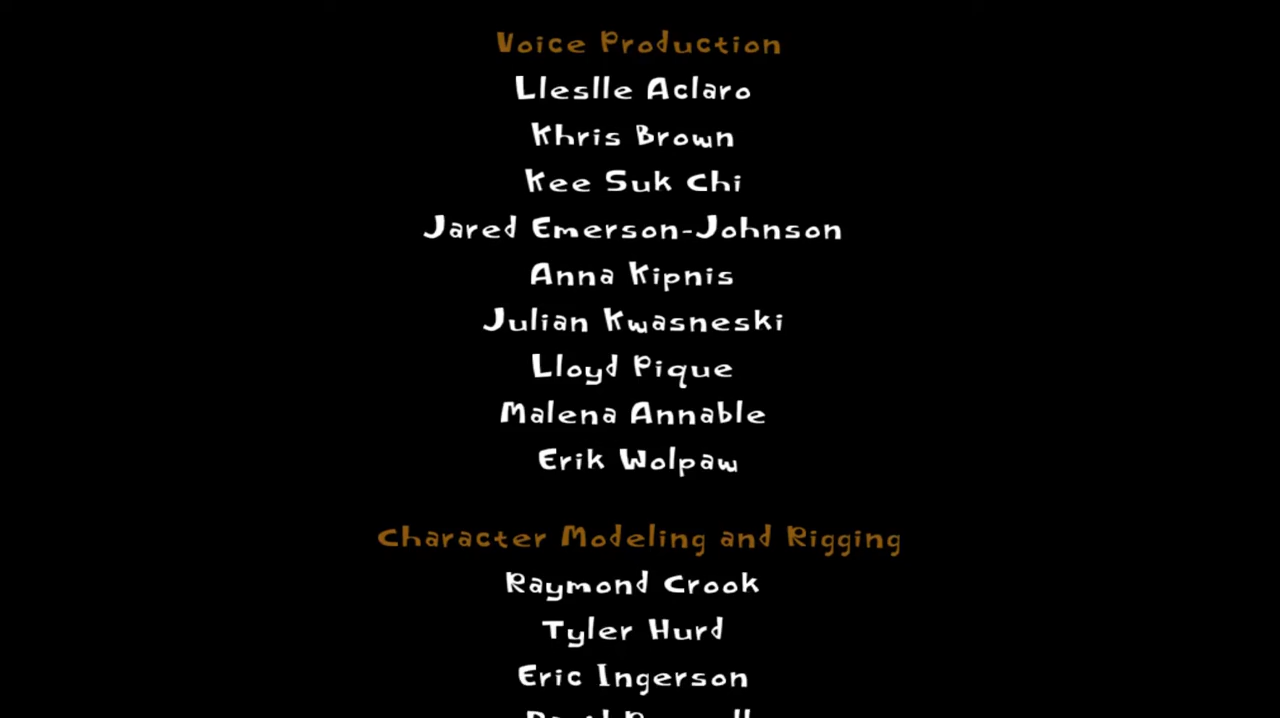 Voice Production
Lleslle Aclaro
Khris Brown
Kee Suk Chi
Jared Emerson-Johnson
Anna Kipnis
Julian Kwasneski
Lloyd Pique
Malena Annable
Erik Wolpaw
Character Modeling and Rigging
Raymond Crook
Tyler Hurd
Eric Ingerson